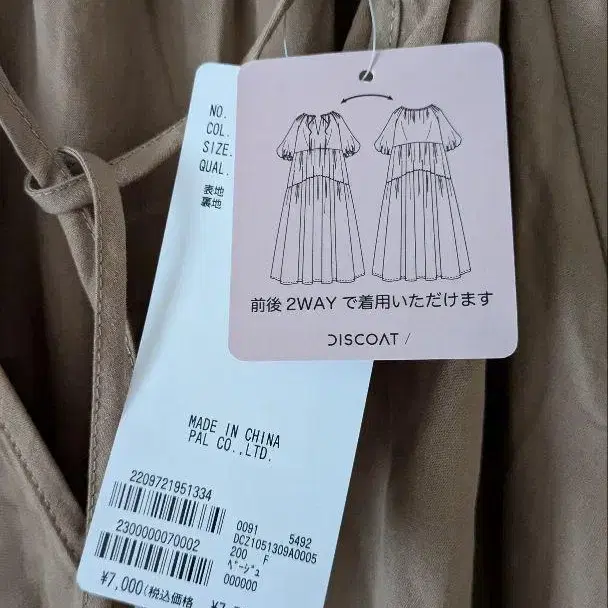 NO.
COL.
SIZE.
QUAL.
表地
裏地
前後 2WAY で着用いただけます
DISCOAT /
MADE IN CHINA
PAL CO.,LTD.
2209721951334
2300000070002
0091 5492
DCZ1051309A0005
200 F
ﾍﾞｰｼﾞｭ
000000
¥7,000(税込価格